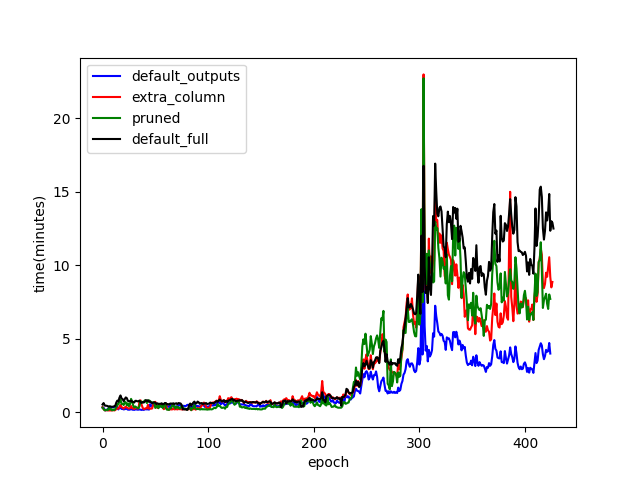 default_outputs
extra_column
pruned
default_full
time(minutes)
20
15
10
5
0
0 100 200 300 400
epoch